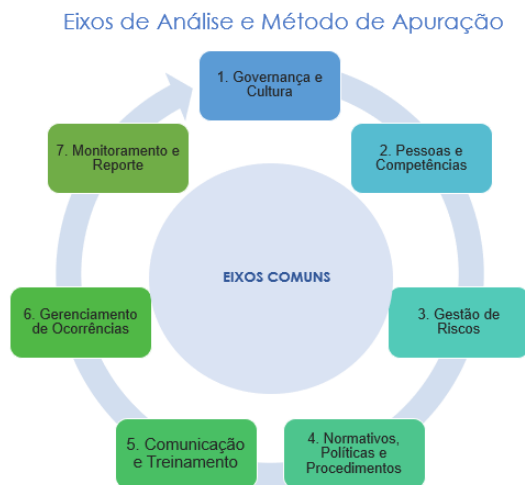 Eixos de Análise e Método de Apuração
1. Governança e
Cultura
2. Pessoas e
Competências
3. Gestão de
Riscos
4. Normativos,
Políticas e
Procedimentos
5. Comunicação
e Treinamento
6. Gerenciamento
de Ocorrências
7. Monitoramento e
Reporte
EIXOS COMUNS